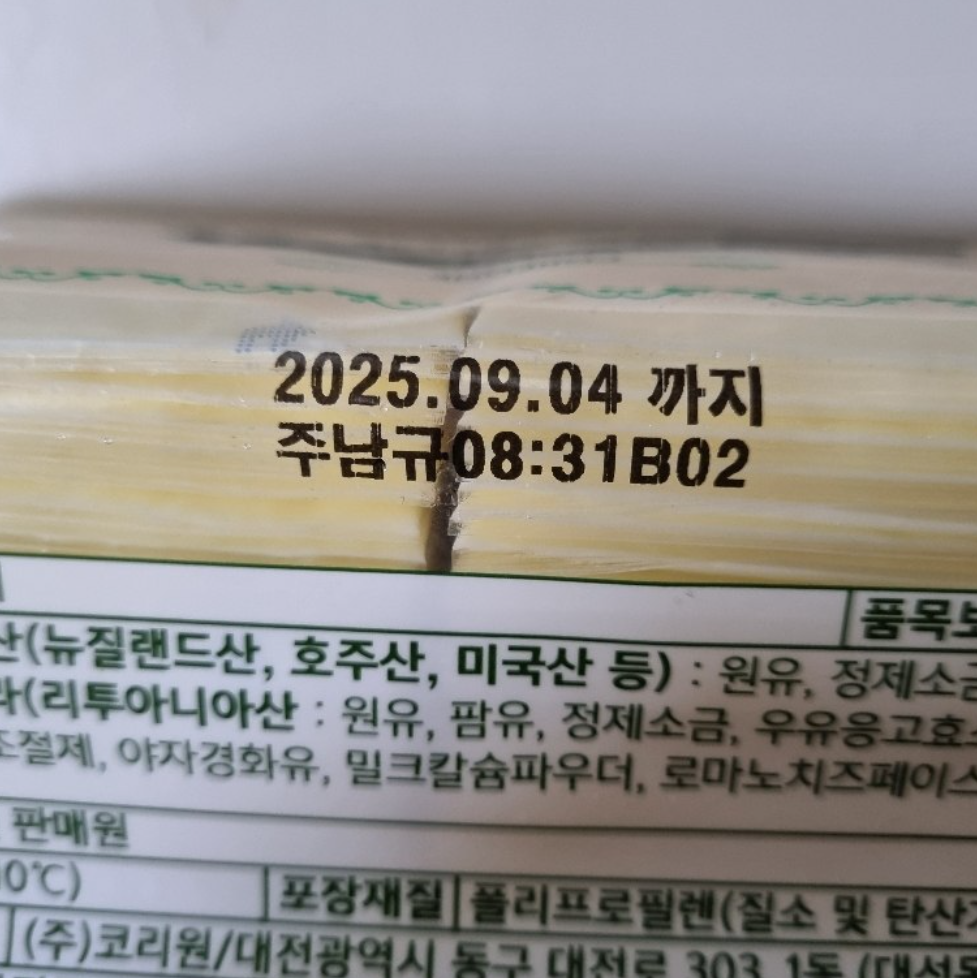 2025.09.04 까지
주남규08:31B02
품목보
산(뉴질랜드산, 호주산, 미국산 등) : 원유, 정제소금
(리투아니아산 : 원유, 팜유, 정제소금, 우유응고효소
조절제, 야자경화유, 밀크칼슘파우더, 로마노치즈페이스
판매원
0℃)
포장재질 폴리프로필렌(질소 및 탄산
(주)코리원/대전광역시 동구 대전로 303, 1동